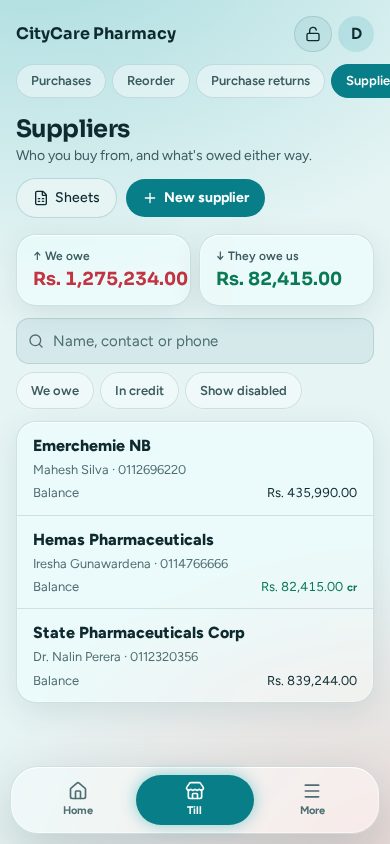 CityCare Pharmacy
D
Purchases
Reorder
Purchase returns
Supplie
Suppliers
Who you buy from, and what's owed either way.
Sheets
+ New supplier
↑ We owe
Rs. 1,275,234.00
↓ They owe us
Rs. 82,415.00
Name, contact or phone
We owe
In credit
Show disabled
Emerchemie NB
Mahesh Silva · 0112696220
Balance Rs. 435,990.00
Hemas Pharmaceuticals
Iresha Gunawardena · 0114766666
Balance Rs. 82,415.00 cr
State Pharmaceuticals Corp
Dr. Nalin Perera · 0112320356
Balance Rs. 839,244.00
Home
Till
More